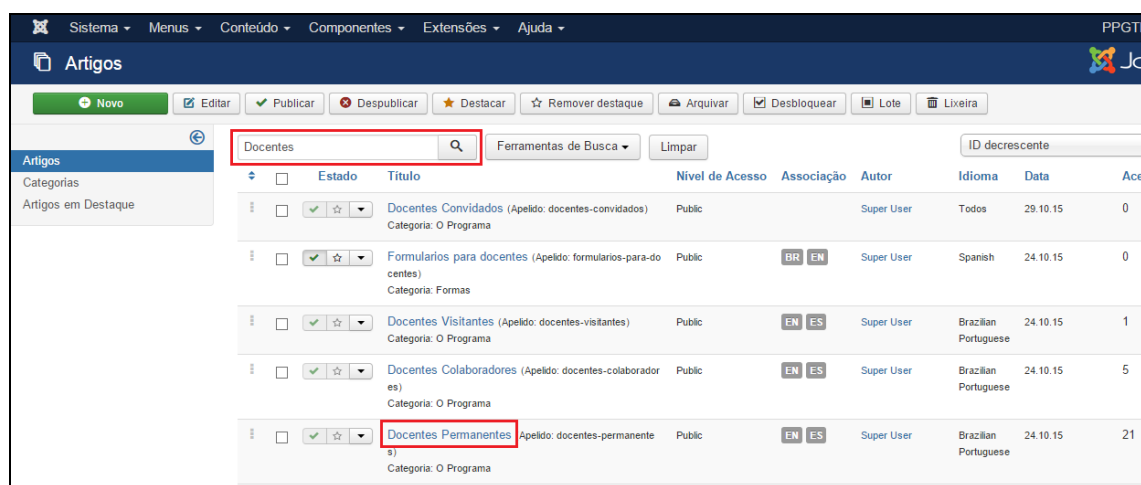 Sistema Menus Conteúdo Componentes Extensões Ajuda
Artigos
Novo Editar Publicar Despublicar Destacar Remover destaque Arquivar Desbloquear Lote Lixeira
Docentes Ferramentas de Busca Limpar ID decrescente
Artigos
Categorias
Artigos em Destaque
Estado Título Nível de Acesso Associação Autor Idioma Data
Docentes Convidados (Apelido: docentes-convidados) Public Super User Todos 29.10.15 0
Categoria: O Programa
Formularios para docentes (Apelido: formularios-para-do Public BR EN Super User Spanish 24.10.15 0
centes)
Categoria: Formas
Docentes Visitantes (Apelido: docentes-visitantes) Public EN ES Super User Brazilian 24.10.15 1
Categoria: O Programa Portuguese
Docentes Colaboradores (Apelido: docentes-colaborador Public EN ES Super User Brazilian 24.10.15 5
es) Portuguese
Categoria: O Programa
Docentes Permanentes Apelido: docentes-permanente Public EN ES Super User Brazilian 24.10.15 21
s) Portuguese
Categoria: O Programa